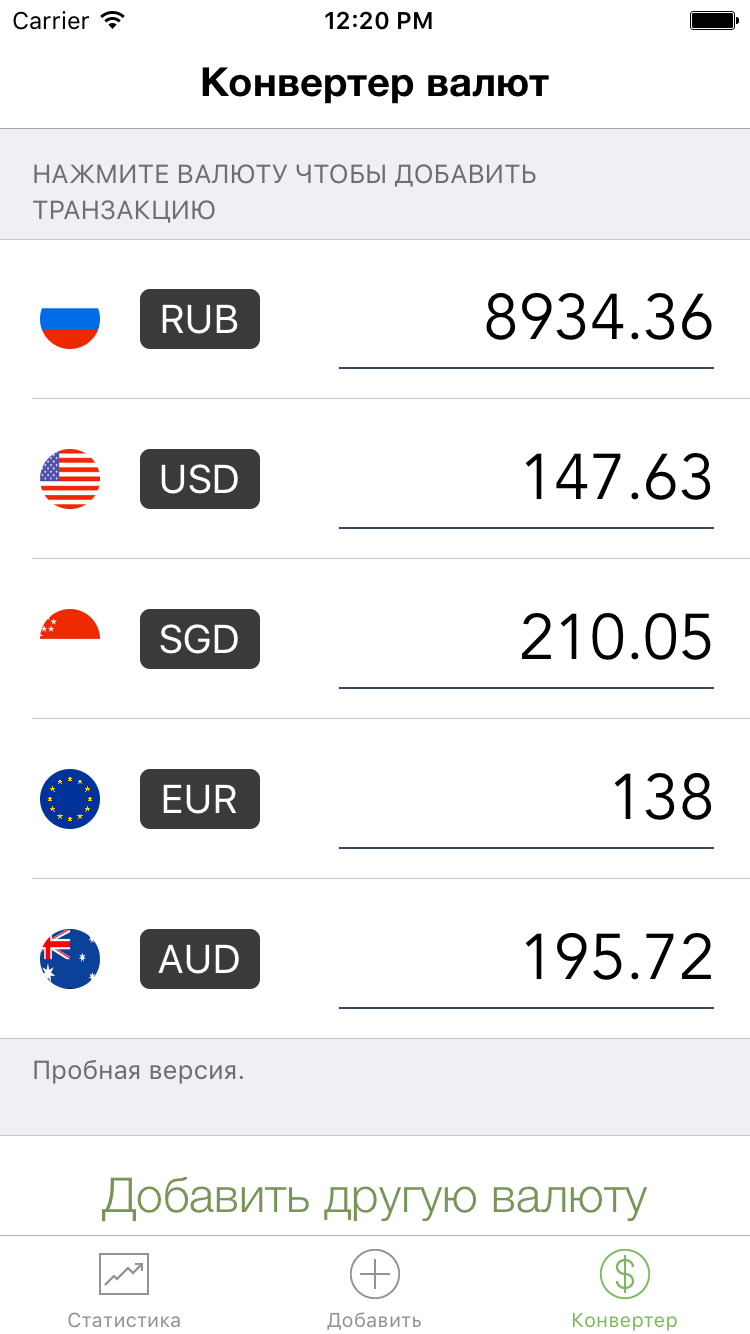 Carrier 12:20 PM
Конвертер валют
НАЖМИТЕ ВАЛЮТУ ЧТОБЫ ДОБАВИТЬ
ТРАНЗАКЦИЮ
RUB 8934.36
USD 147.63
SGD 210.05
EUR 138
AUD 195.72
Пробная версия.
Добавить другую валюту
Статистика Добавить Конвертер